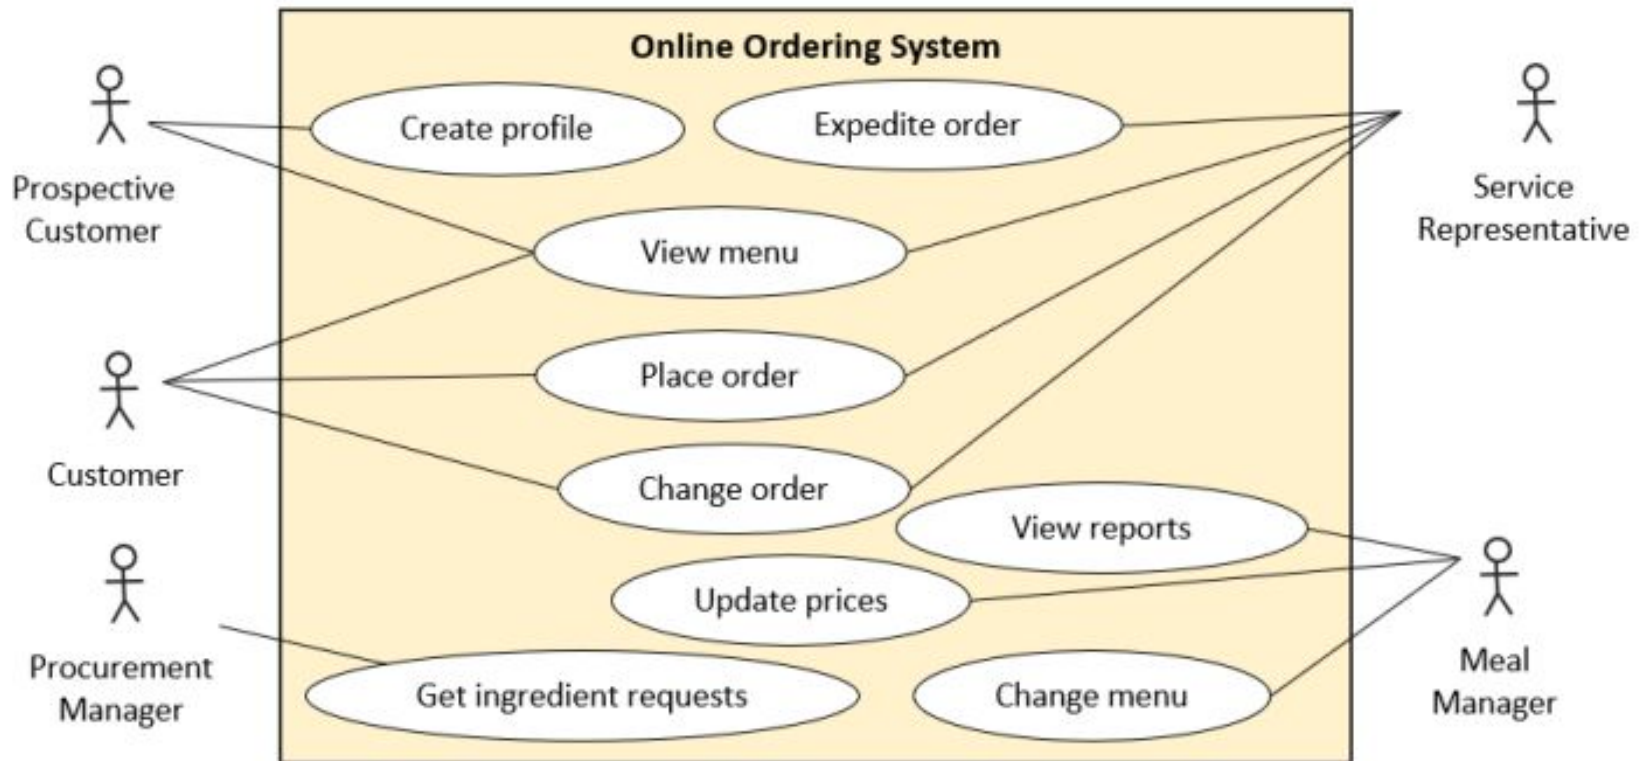 Online Ordering System
Create profile
Expedite order
Prospective
Customer
Service
Representative
View menu
Place order
Customer
Change order
View reports
Update prices
Procurement
Manager
Meal
Manager
Get ingredient requests
Change menu